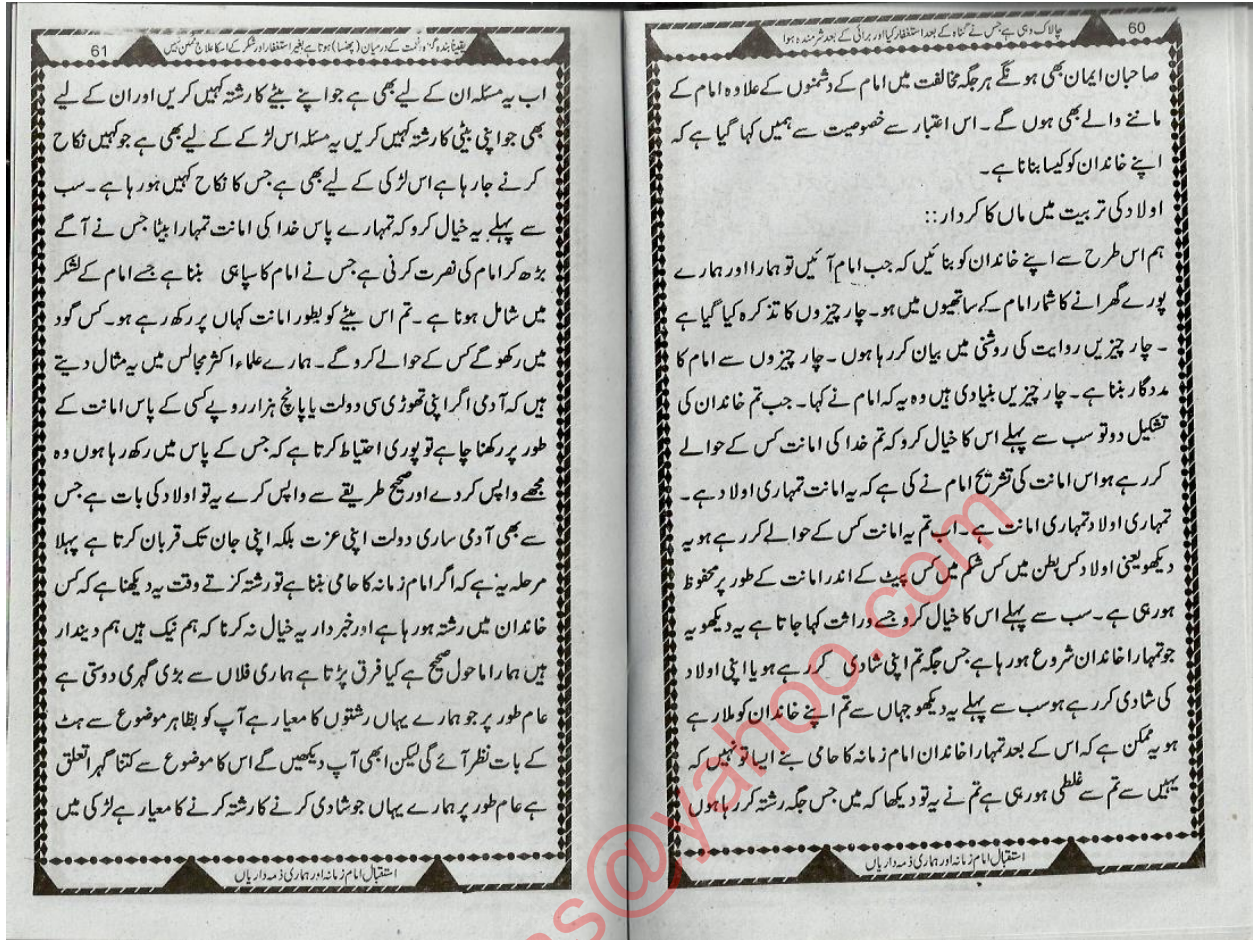 60
چالاک وہی ہے جس نے گناہ کے بعد استغفار کیا اور برائی کے بعد شرمندہ ہوا
صاحبان ایمان بھی ہونگے ہر جگہ مخالفت میں امام کے دشمنوں کے علاوہ امام کے
ماننے والے بھی ہوں گے۔ اس اعتبار سے خصوصیت سے ہمیں کہا گیا ہے کہ
اپنے خاندان کو کیسا بنانا ہے۔
اولاد کی تربیت میں ماں کا کردار::
ہم اس طرح سے اپنے خاندان کو بنائیں کہ جب امام آئیں تو ہمارا اور ہمارے
پورے گھرانے کا شمار امام کے ساتھیوں میں ہو۔ چار چیزوں کا تذکرہ کیا گیا ہے
۔ چار چیزیں روایت کی روشنی میں بیان کر رہا ہوں۔ چار چیزوں سے امام کا
مددگار بننا ہے۔ چار چیزیں بنیادی ہیں وہ یہ کہ امام نے کہا۔ جب تم خاندان کی
تشکیل دو تو سب سے پہلے اس کا خیال کرو کہ تم خدا کی امانت کس کے حوالے
کر رہے ہو اس امانت کی تشریح امام نے کی ہے کہ یہ امانت تمہاری اولاد ہے۔
تمہاری اولاد تمہاری امانت ہے۔ اب تم یہ امانت کس کے حوالے کر رہے ہو یہ
دیکھو یعنی اولاد کس بطن میں کس شکم میں کس پیٹ کے اندر امانت کے طور پر محفوظ
ہو رہی ہے۔ سب سے پہلے اس کا خیال کرو جسے وراثت کہا جاتا ہے یہ دیکھو یہ
جو تمہارا خاندان شروع ہو رہا ہے جس جگہ تم اپنی شادی کر رہے ہو یا اپنی اولاد
کی شادی کر رہے ہو سب سے پہلے یہ دیکھو جہاں سے تم اپنے خاندان کو ملا رہے
ہو یہ ممکن ہے کہ اس کے بعد تمہارا خاندان امام زمانہ کا حامی بنے ایسا تو نہیں کہ
یہیں سے تم سے غلطی ہو رہی ہے تم نے یہ تو دیکھا کہ میں جس جگہ رشتہ کر رہا ہوں
استقبال امام زمانہ اور ہماری ذمہ داریاں
61
یقیناً بندہ گناہ و نعمت کے درمیان (پھنسا) ہوتا ہے بغیر استغفار اور شکر کے اسکا علاج ممکن نہیں
اب یہ مسئلہ ان کے لیے بھی ہے جو اپنے بیٹے کا رشتہ کہیں کریں اور ان کے لیے
بھی جو اپنی بیٹی کا رشتہ کہیں کریں یہ مسئلہ اس لڑکے کے لیے بھی ہے جو کہیں نکاح
کرنے جا رہا ہے اس لڑکی کے لیے بھی ہے جس کا نکاح کہیں ہو رہا ہے۔ سب
سے پہلے یہ خیال کرو کہ تمہارے پاس خدا کی امانت تمہارا بیٹا جس نے آگے
بڑھ کر امام کی نصرت کرنی ہے جس نے امام کا سپاہی بننا ہے جسے امام کے لشکر
میں شامل ہونا ہے۔ تم اس بیٹے کو بطور امانت کہاں پر رکھ رہے ہو۔ کس گود
میں رکھو گے کس کے حوالے کرو گے۔ ہمارے علماء اکثر مجالس میں یہ مثال دیتے
ہیں کہ آدمی اگر اپنی تھوڑی سی دولت یا پانچ ہزار روپے کسی کے پاس امانت کے
طور پر رکھنا چاہے تو پوری احتیاط کرتا ہے کہ جس کے پاس میں رکھ رہا ہوں وہ
مجھے واپس کر دے اور صحیح طریقے سے واپس کرے یہ تو اولاد کی بات ہے جس
سے بھی آدمی ساری دولت اپنی عزت بلکہ اپنی جان تک قربان کرتا ہے پہلا
مرحلہ یہ ہے کہ اگر امام زمانہ کا حامی بننا ہے تو رشتہ کرتے وقت یہ دیکھنا ہے کہ کس
خاندان میں رشتہ ہو رہا ہے اور خبردار یہ خیال نہ کرنا کہ ہم نیک ہیں ہم دیندار
ہیں ہمارا ماحول صحیح ہے کیا فرق پڑتا ہے ہماری فلاں سے بڑی گہری دوستی ہے
عام طور پر جو ہمارے یہاں رشتوں کا معیار ہے آپ کو بظاہر موضوع سے ہٹ
کے بات نظر آئے گی لیکن ابھی آپ دیکھیں گے اس کا موضوع سے کتنا گہرا تعلق
ہے عام طور پر ہمارے یہاں جو شادی کرنے کا رشتہ کرنے کا معیار ہے لڑکی میں
استقبال امام زمانہ اور ہماری ذمہ داریاں
as@yahoo.com